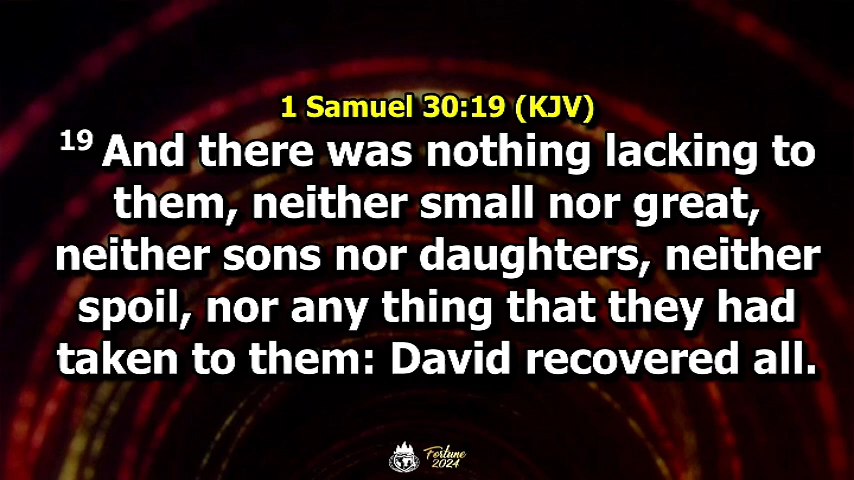 1 Samuel 30:19 (KJV)
19 And there was nothing lacking to
them, neither small nor great,
neither sons nor daughters, neither
spoil, nor any thing that they had
taken to them: David recovered all.
Fortune
2024